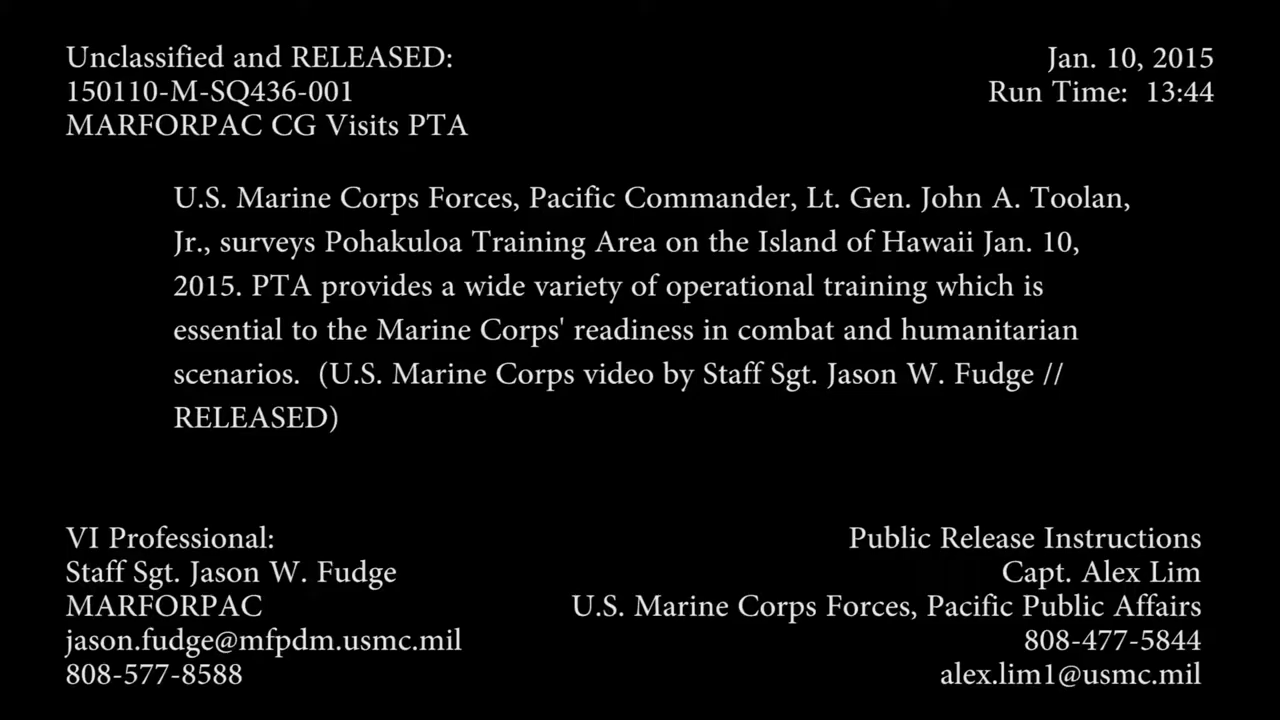 Unclassified and RELEASED:
150110-M-SQ436-001
MARFORPAC CG Visits PTA
Jan. 10, 2015
Run Time:  13:44
U.S. Marine Corps Forces, Pacific Commander, Lt. Gen. John A. Toolan,
Jr., surveys Pohakuloa Training Area on the Island of Hawaii Jan. 10,
2015. PTA provides a wide variety of operational training which is
essential to the Marine Corps' readiness in combat and humanitarian
scenarios.  (U.S. Marine Corps video by Staff Sgt. Jason W. Fudge //
RELEASED)
VI Professional:
Staff Sgt. Jason W. Fudge
MARFORPAC
jason.fudge@mfpdm.usmc.mil
808-577-8588
Public Release Instructions
Capt. Alex Lim
U.S. Marine Corps Forces, Pacific Public Affairs
808-477-5844
alex.lim1@usmc.mil